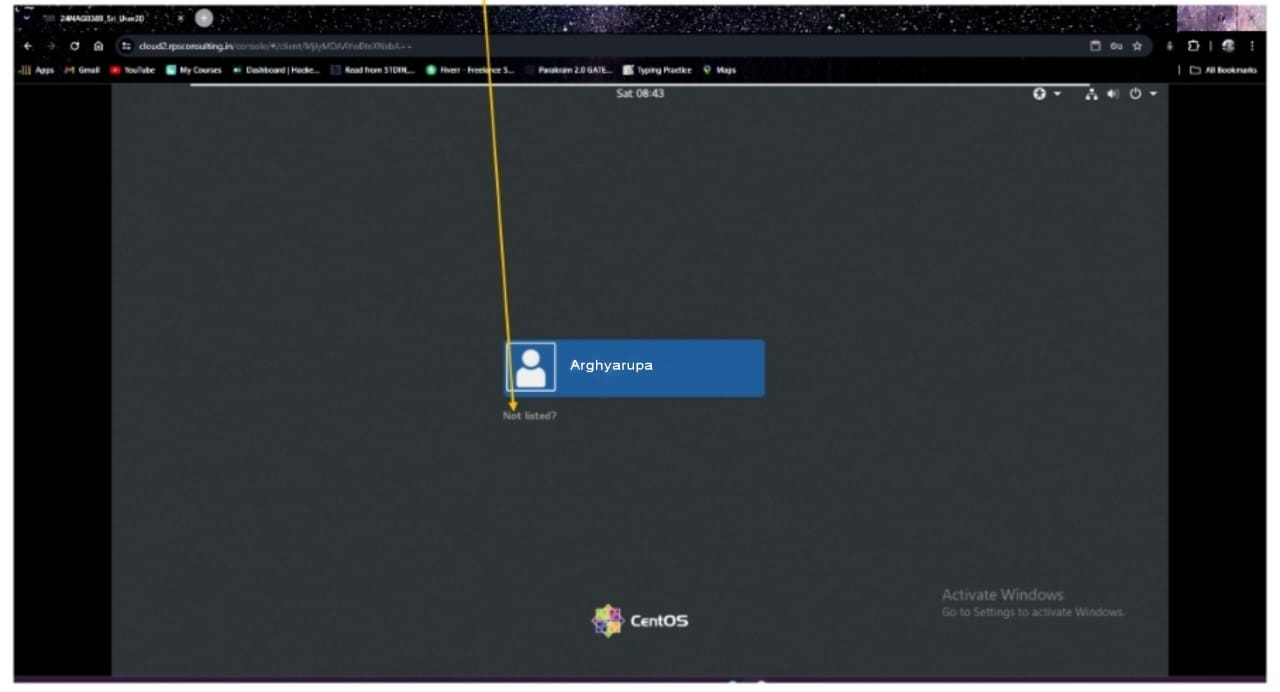 24NAG0389_Sri_User20
cloud2.rpsconsulting.in/console/#/client/
Apps Gmail YouTube My Courses Dashboard | Hacke... Read from STDIN,... Fiverr - Freelance S... Parakram 2.0 GATE... Typing Practice Maps All Bookmarks
Sat 08:43
Arghyarupa
Not listed?
Activate Windows
Go to Settings to activate Windows.
CentOS